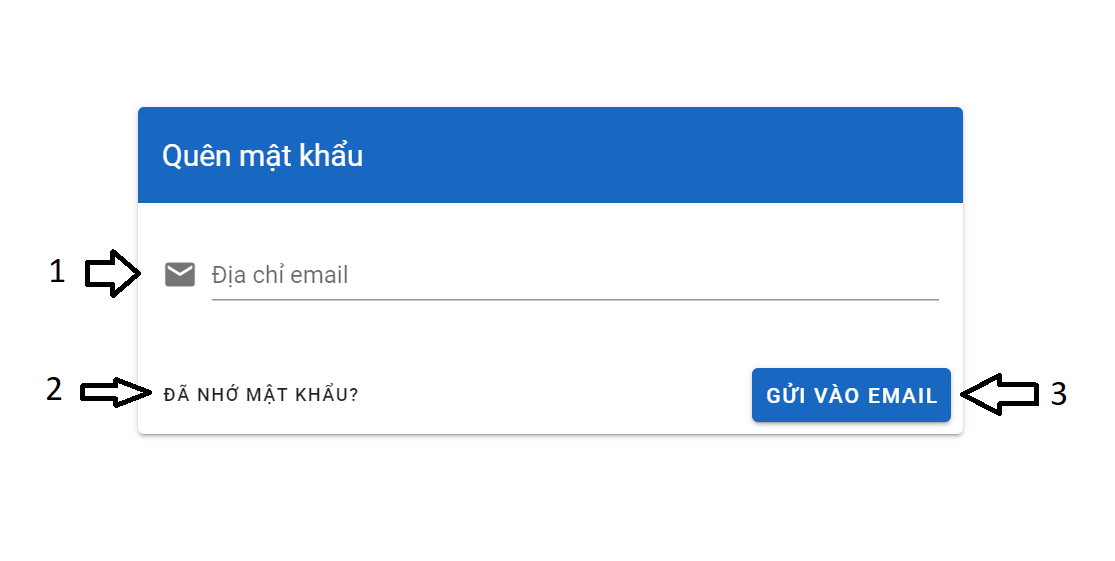 Quên mật khẩu
1 Địa chỉ email
2 ĐÃ NHỚ MẬT KHẨU? GỬI VÀO EMAIL 3